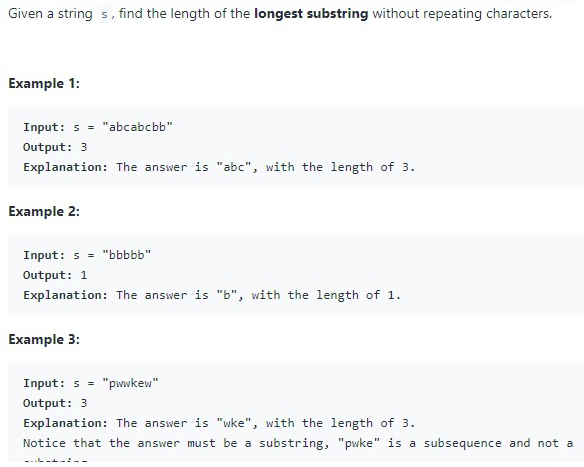 Given a string s, find the length of the longest substring without repeating characters.
Example 1:
Input: s = "abcabcbb"
Output: 3
Explanation: The answer is "abc", with the length of 3.
Example 2:
Input: s = "bbbbb"
Output: 1
Explanation: The answer is "b", with the length of 1.
Example 3:
Input: s = "pwwkew"
Output: 3
Explanation: The answer is "wke", with the length of 3.
Notice that the answer must be a substring, "pwke" is a subsequence and not a